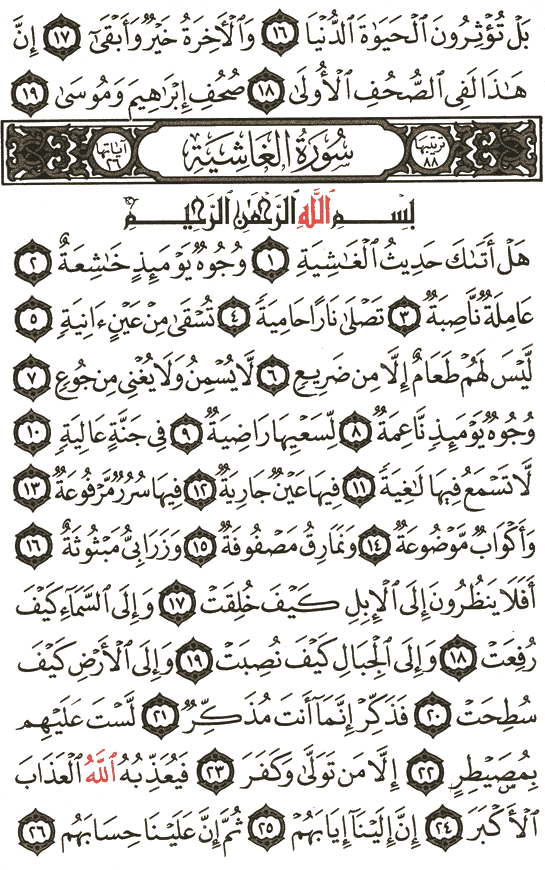 بَلْ تُؤْثِرُونَ ٱلْحَيَوٰةَ ٱلدُّنْيَا ١٦ وَٱلْأَخِرَةُ خَيْرٌ وَأَبْقَىٰٓ ١٧ إِنَّ
هَـٰذَا لَفِى ٱلصُّحُفِ ٱلْأُولَىٰ ١٨ صُحُفِ إِبْرَٰهِيمَ وَمُوسَىٰ ١٩
ترتيبها ٨٨ سُورَةُ الغَاشِيَةِ آياتها ٢٦
بِسْمِ ٱللَّهِ ٱلرَّحْمَٰنِ ٱلرَّحِيمِ
هَلْ أَتَىٰكَ حَدِيثُ ٱلْغَـٰشِيَةِ ١ وُجُوهٌ يَوْمَئِذٍ خَـٰشِعَةٌ ٢
عَامِلَةٌ نَّاصِبَةٌ ٣ تَصْلَىٰ نَارًا حَامِيَةً ٤ تُسْقَىٰ مِنْ عَيْنٍ ءَانِيَةٍ ٥
لَّيْسَ لَهُمْ طَعَامٌ إِلَّا مِن ضَرِيعٍ ٦ لَّا يُسْمِنُ وَلَا يُغْنِى مِن جُوعٍ ٧
وُجُوهٌ يَوْمَئِذٍ نَّاعِمَةٌ ٨ لِّسَعْيِهَا رَاضِيَةٌ ٩ فِى جَنَّةٍ عَالِيَةٍ ١٠
لَّا تَسْمَعُ فِيهَا لَـٰغِيَةً ١١ فِيهَا عَيْنٌ جَارِيَةٌ ١٢ فِيهَا سُرُرٌ مَّرْفُوعَةٌ ١٣
وَأَكْوَابٌ مَّوْضُوعَةٌ ١٤ وَنَمَارِقُ مَصْفُوفَةٌ ١٥ وَزَرَابِىُّ مَبْثُوثَةٌ ١٦
أَفَلَا يَنظُرُونَ إِلَى ٱلْإِبِلِ كَيْفَ خُلِقَتْ ١٧ وَإِلَى ٱلسَّمَآءِ كَيْفَ
رُفِعَتْ ١٨ وَإِلَى ٱلْجِبَالِ كَيْفَ نُصِبَتْ ١٩ وَإِلَى ٱلْأَرْضِ كَيْفَ
سُطِحَتْ ٢٠ فَذَكِّرْ إِنَّمَآ أَنتَ مُذَكِّرٌ ٢١ لَّسْتَ عَلَيْهِم
بِمُصَيْطِرٍ ٢٢ إِلَّا مَن تَوَلَّىٰ وَكَفَرَ ٢٣ فَيُعَذِّبُهُ ٱللَّهُ ٱلْعَذَابَ
ٱلْأَكْبَرَ ٢٤ إِنَّ إِلَيْنَآ إِيَابَهُمْ ٢٥ ثُمَّ إِنَّ عَلَيْنَا حِسَابَهُم ٢٦